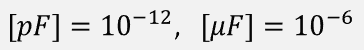 [pF] = 10⁻¹², [μF] = 10⁻⁶